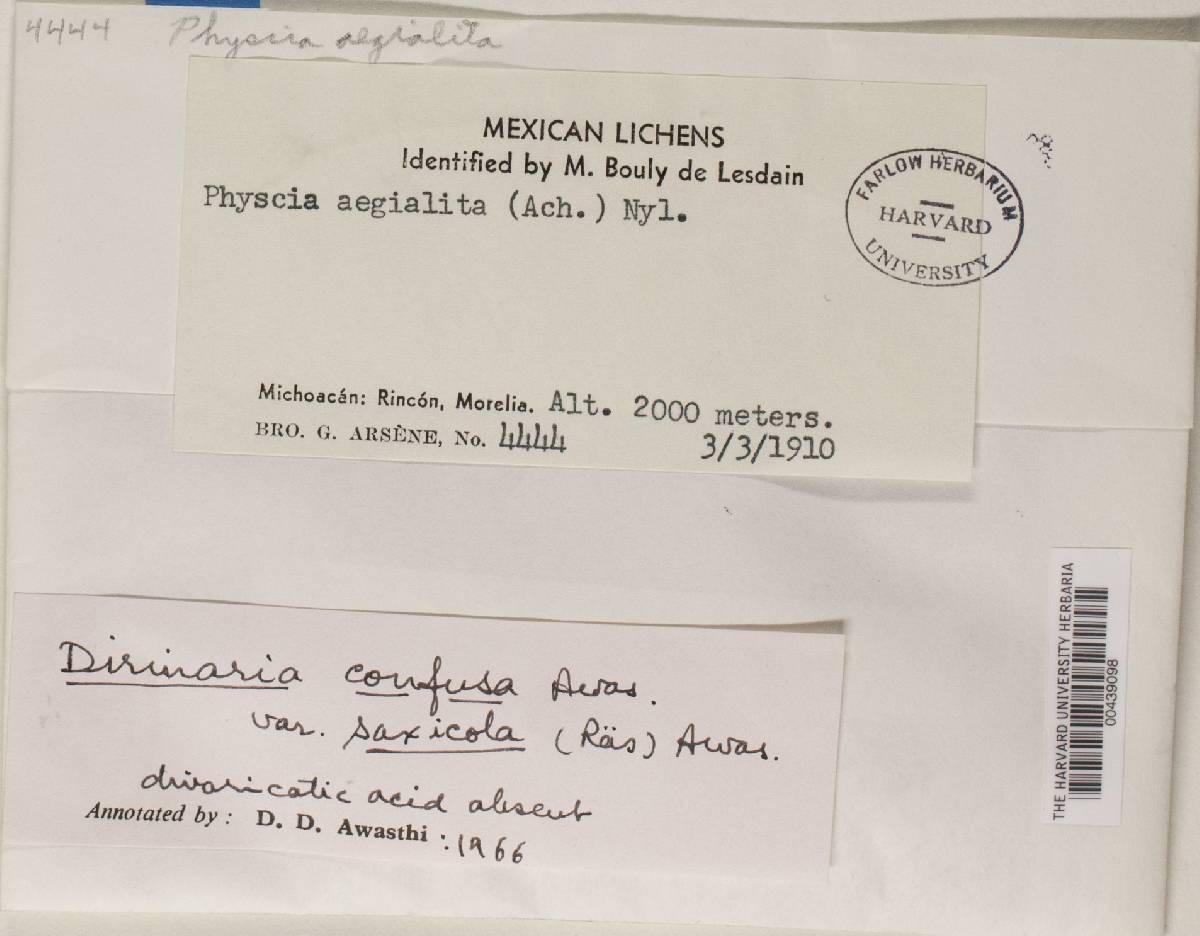 4444 Physcia aegialita
MEXICAN LICHENS
Identified by M. Bouly de Lesdain
Physcia aegialita (Ach.) Nyl.
FARLOW HERBARIUM
HARVARD
UNIVERSITY
Michoacán: Rincón, Morelia. Alt. 2000 meters.
BRO. G. ARSÈNE, No. 4444 3/3/1910
THE HARVARD UNIVERSITY HERBARIA
00439098
Dirinaria confusa Awas.
var. saxicola (Räs) Awas.
divaricatic acid absent
Annotated by : D. D. Awasthi : 1966